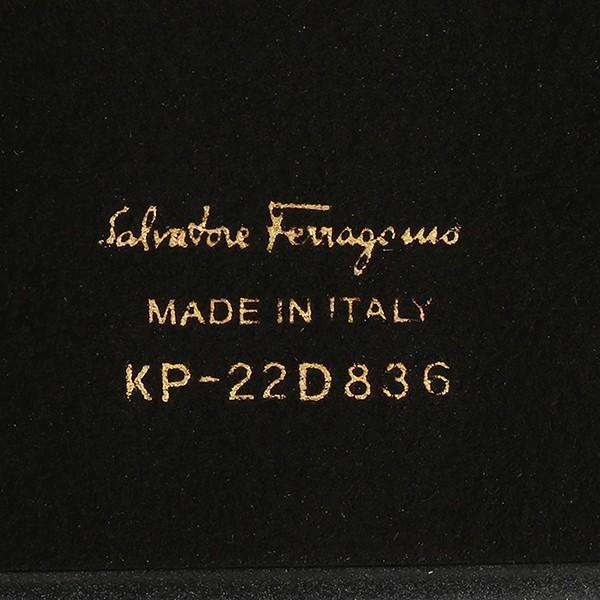 Salvatore Ferragamo
MADE IN ITALY
KP-22D836